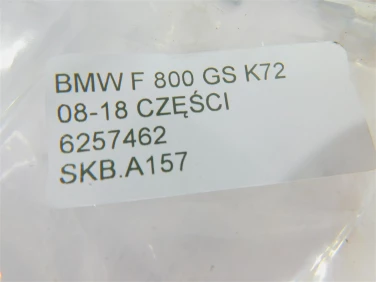 BMW F 800 GS K72
08-18 CZĘŚCI
6257462
SKB.A157